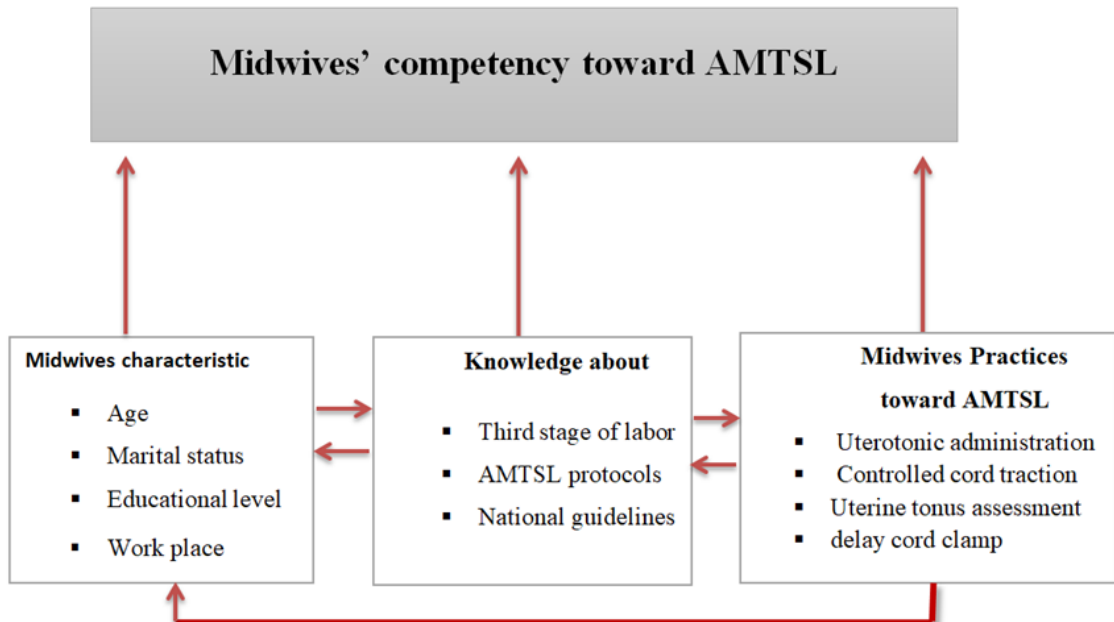 Midwives’ competency toward AMTSL
Midwives characteristic
▪ Age
▪ Marital status
▪ Educational level
▪ Work place
Knowledge about
▪ Third stage of labor
▪ AMTSL protocols
▪ National guidelines
Midwives Practices
toward AMTSL
▪ Uterotonic administration
▪ Controlled cord traction
▪ Uterine tonus assessment
▪ delay cord clamp